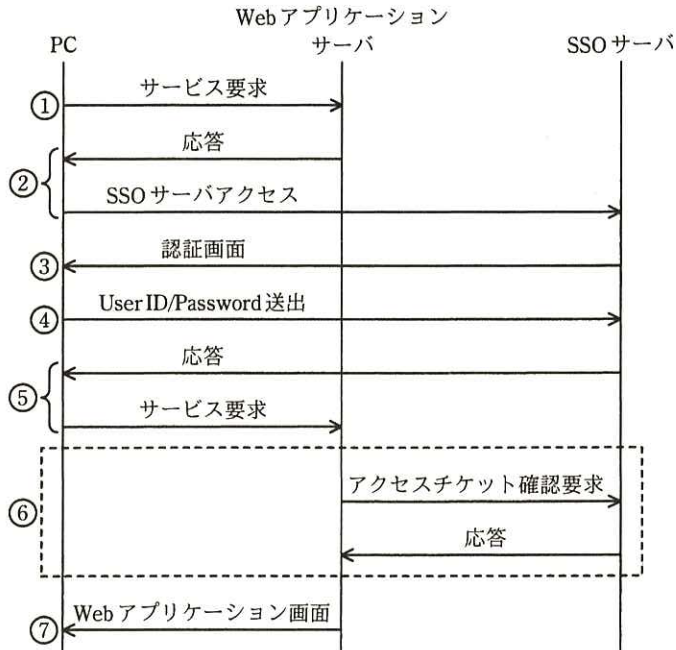 Webアプリケーション
PC サーバ SSOサーバ
① サービス要求
応答
②
SSOサーバアクセス
③ 認証画面
④ UserID/Password送出
応答
⑤
サービス要求
アクセスチケット確認要求
⑥
応答
⑦ Webアプリケーション画面